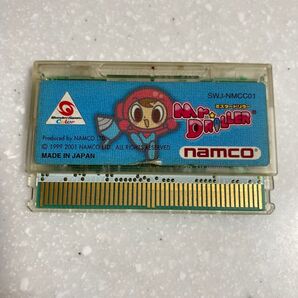 SWJ-NMCC01
ミスタードリラー
MR. DRILLER
Color
Produced by NAMCO LTD.
© 1999 2001 NAMCO LTD., ALL RIGHTS RESERVED
MADE IN JAPAN
namco